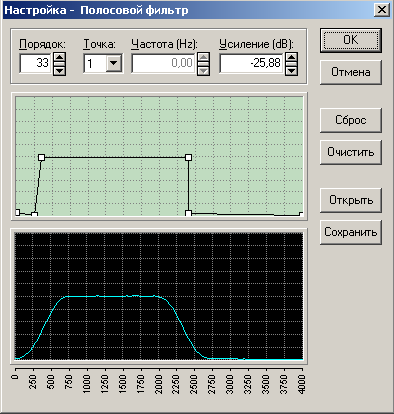 Настройка - Полосовой фильтр
Порядок: Точка: Частота (Hz): Усиление (dB):
33 1 0,00 -25,88
OK
Отмена
Сброс
Очистить
Открыть
Сохранить
0 250 500 750 1000 1250 1500 1750 2000 2250 2500 2750 3000 3250 3500 3750 4000